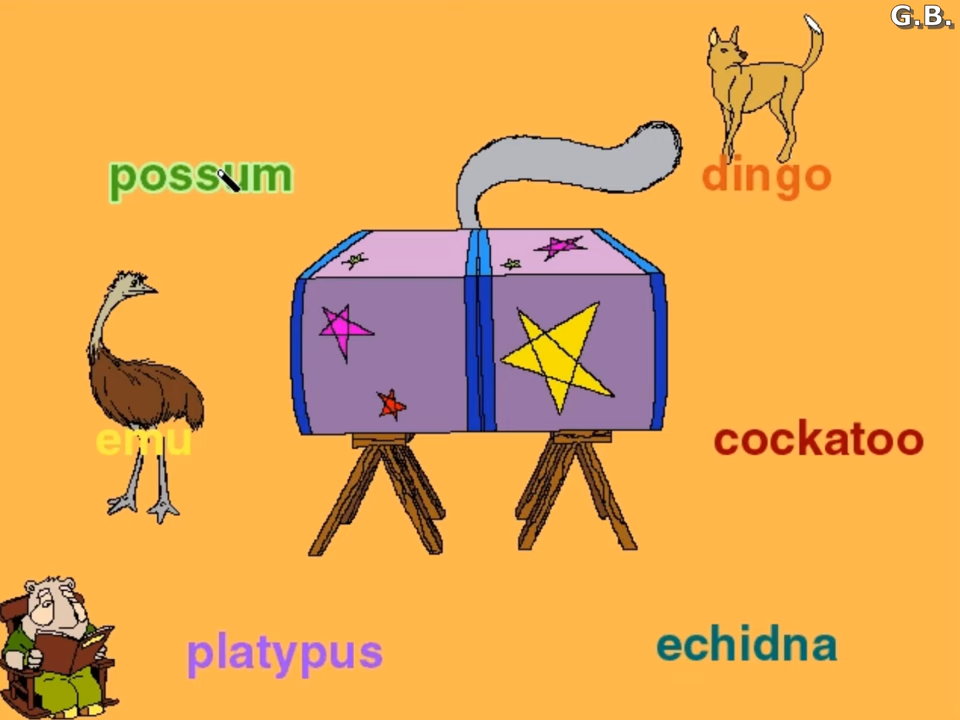 G.B.
possum
dingo
emu
cockatoo
platypus
echidna